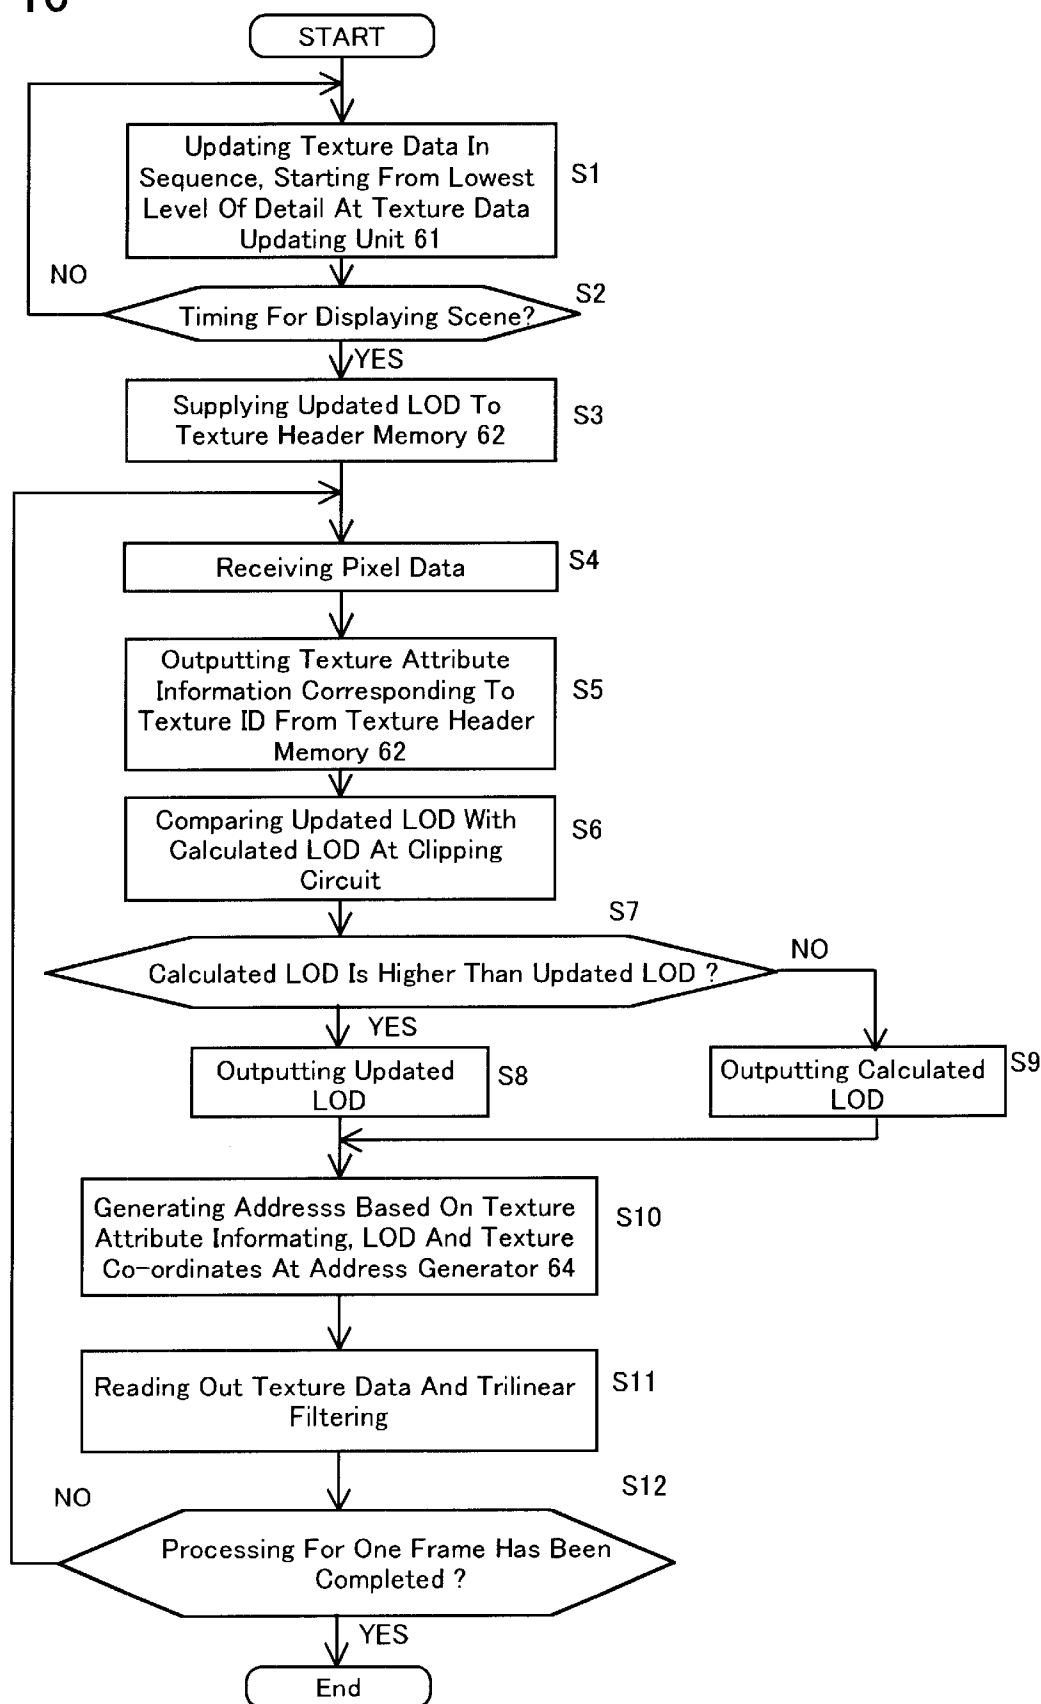 START
Updating Texture Data In
Sequence, Starting From Lowest
Level Of Detail At Texture Data
Updating Unit 61
S1
NO
S2
Timing For Displaying Scene?
YES
Supplying Updated LOD To
Texture Header Memory 62
S3
Receiving Pixel Data
S4
Outputting Texture Attribute
Information Corresponding To
Texture ID From Texture Header
Memory 62
S5
Comparing Updated LOD With
Calculated LOD At Clipping
Circuit
S6
S7
Calculated LOD Is Higher Than Updated LOD ?
NO
YES
Outputting Updated
LOD
S8
Outputting Calculated
LOD
S9
Generating Addresss Based On Texture
Attribute Informating, LOD And Texture
Co-ordinates At Address Generator 64
S10
Reading Out Texture Data And Trilinear
Filtering
S11
NO
S12
Processing For One Frame Has Been
Completed ?
YES
End